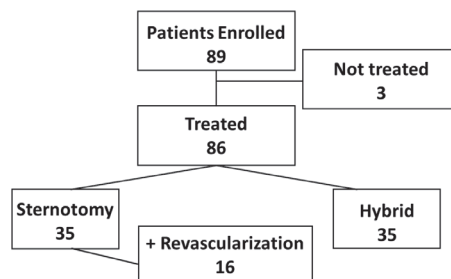 Patients Enrolled
89
Not treated
3
Treated
86
Sternotomy
35
Hybrid
35
+ Revascularization
16